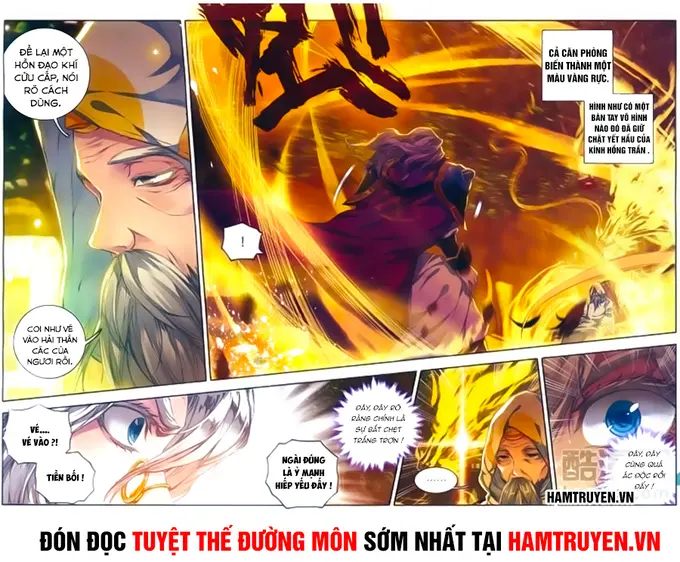 ĐỂ LẠI MỘT
HỒN ĐẠO KHÍ
CỬU CẤP, NÓI
RÕ CÁCH
DÙNG.
CẢ CĂN PHÒNG
BIẾN THÀNH MỘT
MÀU VÀNG RỰC.
HÌNH NHƯ CÓ MỘT
BÀN TAY VÔ HÌNH
NÀO ĐÓ ĐÃ GIỮ
CHẶT YẾT HẦU CỦA
KÍNH HỒNG TRẦN .
!
COI NHƯ VÉ
VÀO HẢI THẦN
CÁC CỦA
NGƯƠI RỒI.
VÉ....
VÉ VÀO ?!
TIỀN BỐI !
NGÀI ĐÚNG
LÀ Ỷ MẠNH
HIẾP YẾU ĐẤY !
ĐÂY, ĐÂY RÕ
RÀNG CHÍNH LÀ
SỰ BẮT CHẸT
TRẮNG TRỢN !
......
ĐÂY, ĐÂY
CŨNG QUÁ
ÁC ĐỘC RỒI
ĐẤY !
HAMTRUYEN.VN
ĐÓN ĐỌC TUYỆT THẾ ĐƯỜNG MÔN SỚM NHẤT TẠI HAMTRUYEN.VN